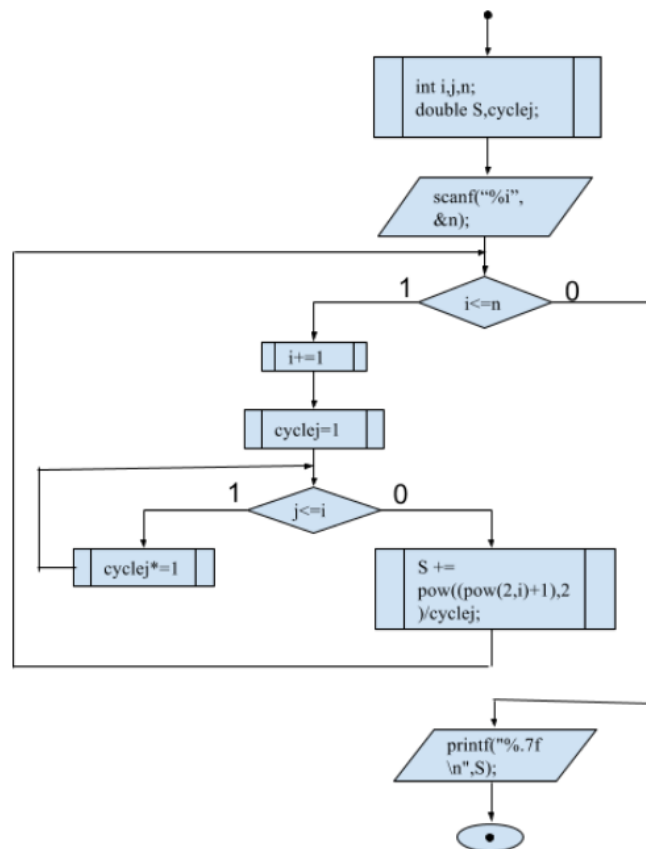 int i,j,n;
double S,cyclej;
scanf(“%i”,
&n);
1
i<=n
0
i+=1
cyclej=1
1
j<=i
0
cyclej*=1
S +=
pow((pow(2,i)+1),2
)/cyclej;
printf("%.7f
\n",S);